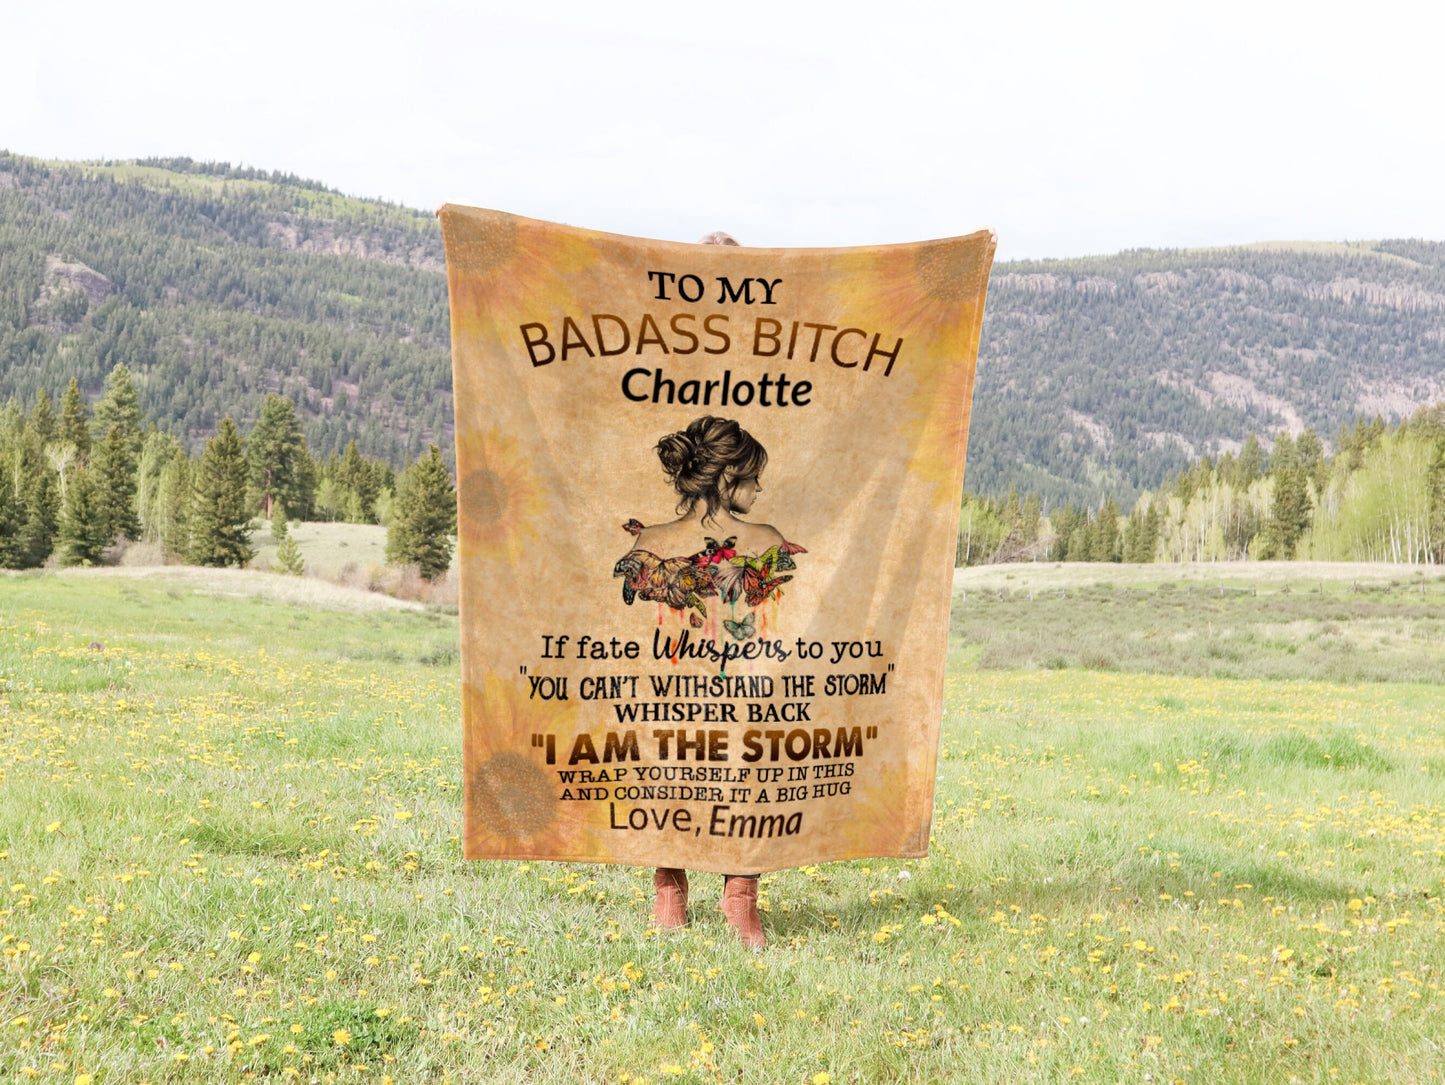 TO MY
BADASS BITCH
Charlotte
If fate Whispers to you
"YOU CAN'T WITHSTAND THE STORM"
WHISPER BACK
"I AM THE STORM"
WRAP YOURSELF UP IN THIS
AND CONSIDER IT A BIG HUG
Love, Emma